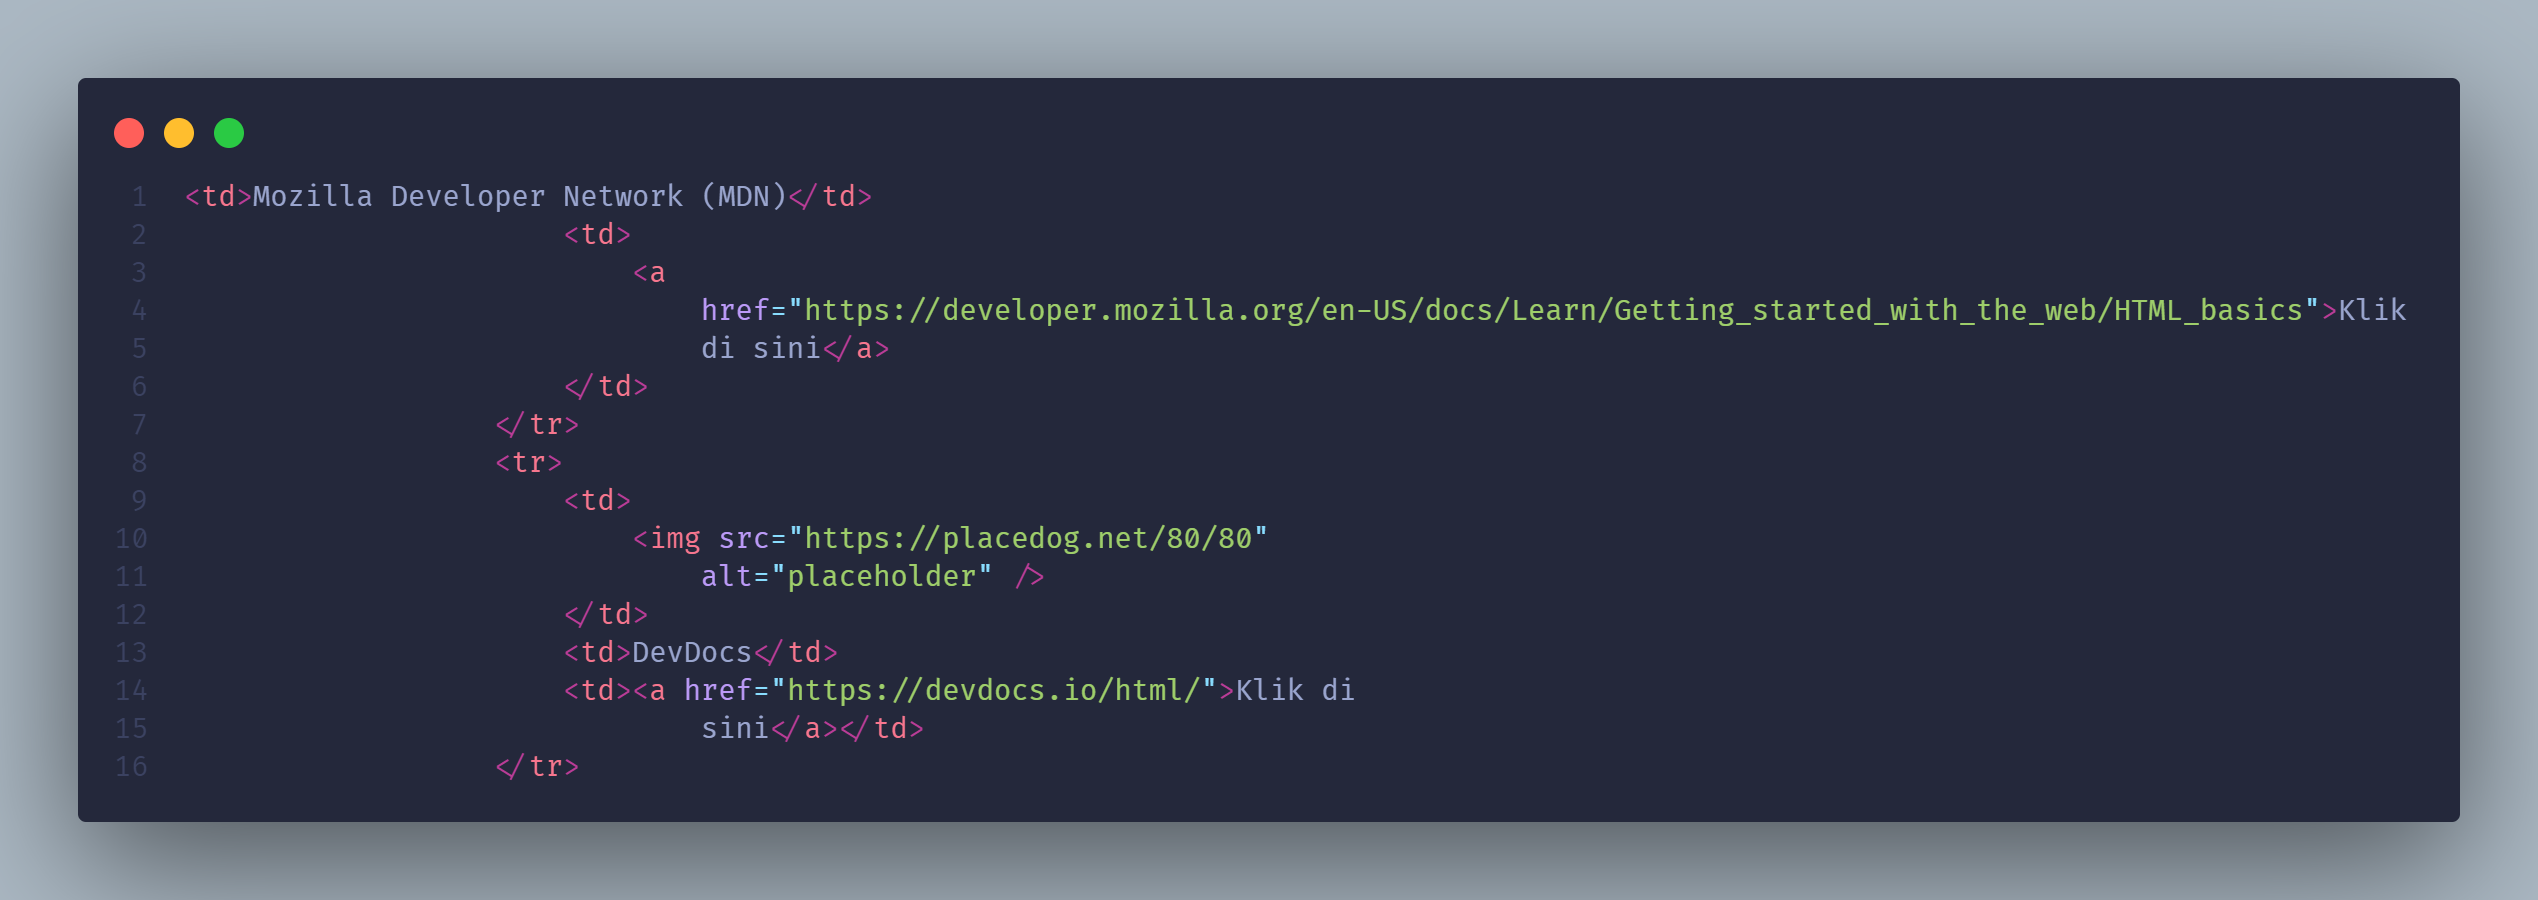 1 <td>Mozilla Developer Network (MDN)</td>
2 <td>
3 <a
4 href="https://developer.mozilla.org/en-US/docs/Learn/Getting_started_with_the_web/HTML_basics">Klik
5 di sini</a>
6 </td>
7 </tr>
8 <tr>
9 <td>
10 <img src="https://placedog.net/80/80"
11 alt="placeholder" />
12 </td>
13 <td>DevDocs</td>
14 <td><a href="https://devdocs.io/html/">Klik di
15 sini</a></td>
16 </tr>